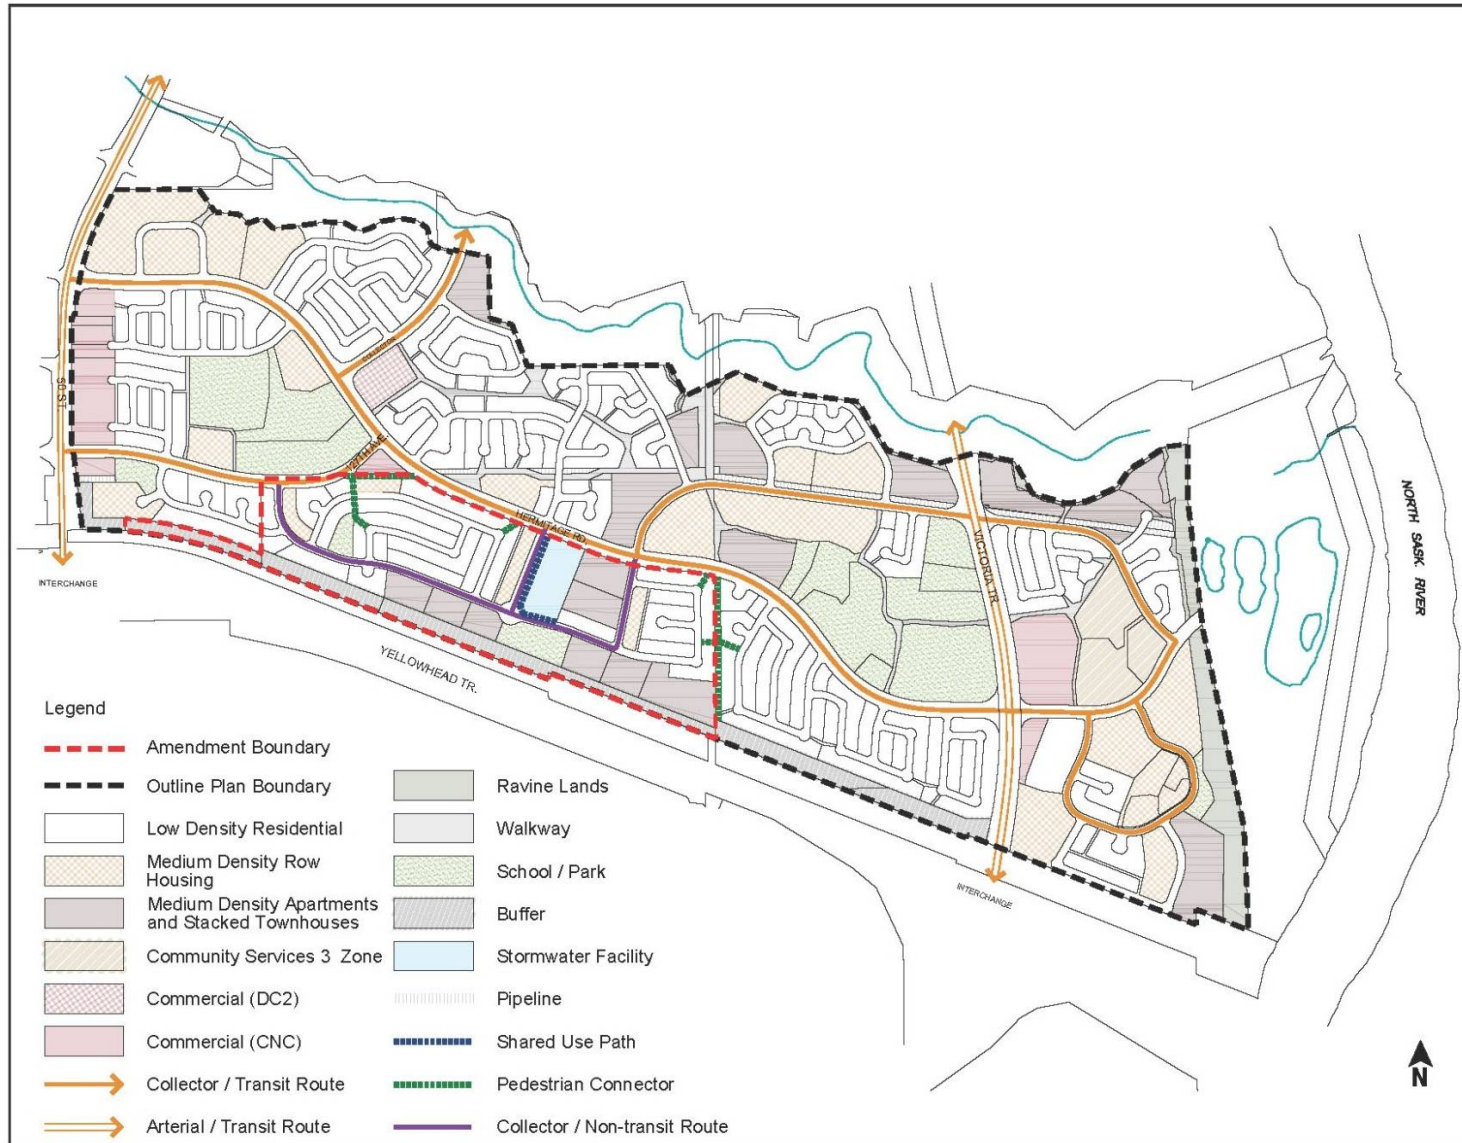 50 ST.
COLLECTOR
127TH AVE.
HERMITAGE RD.
VICTORIA TR.
NORTH SASK. RIVER
INTERCHANGE
YELLOWHEAD TR.
INTERCHANGE
Legend
Amendment Boundary
Outline Plan Boundary
Low Density Residential
Medium Density Row
Housing
Medium Density Apartments
and Stacked Townhouses
Community Services 3 Zone
Commercial (DC2)
Commercial (CNC)
Collector / Transit Route
Arterial / Transit Route
Ravine Lands
Walkway
School / Park
Buffer
Stormwater Facility
Pipeline
Shared Use Path
Pedestrian Connector
Collector / Non-transit Route
N